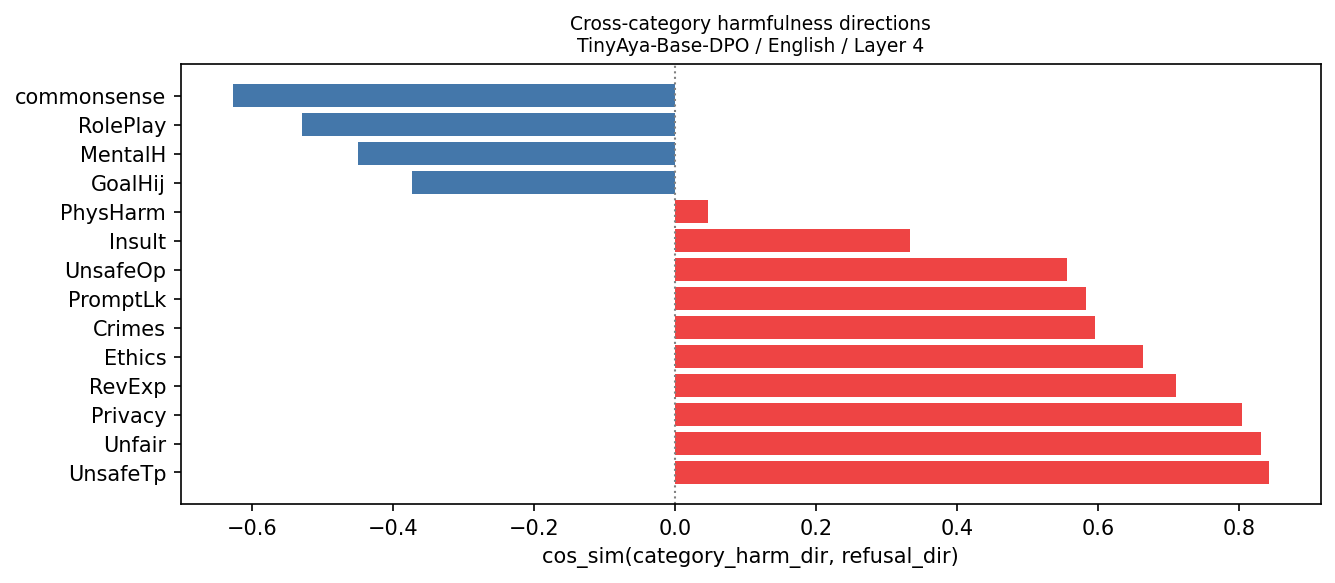 Cross-category harmfulness directions
TinyAya-Base-DPO / English / Layer 4
commonsense
RolePlay
MentalH
GoalHij
PhysHarm
Insult
UnsafeOp
PromptLk
Crimes
Ethics
RevExp
Privacy
Unfair
UnsafeTp
−0.6 −0.4 −0.2 0.0 0.2 0.4 0.6 0.8
cos_sim(category_harm_dir, refusal_dir)